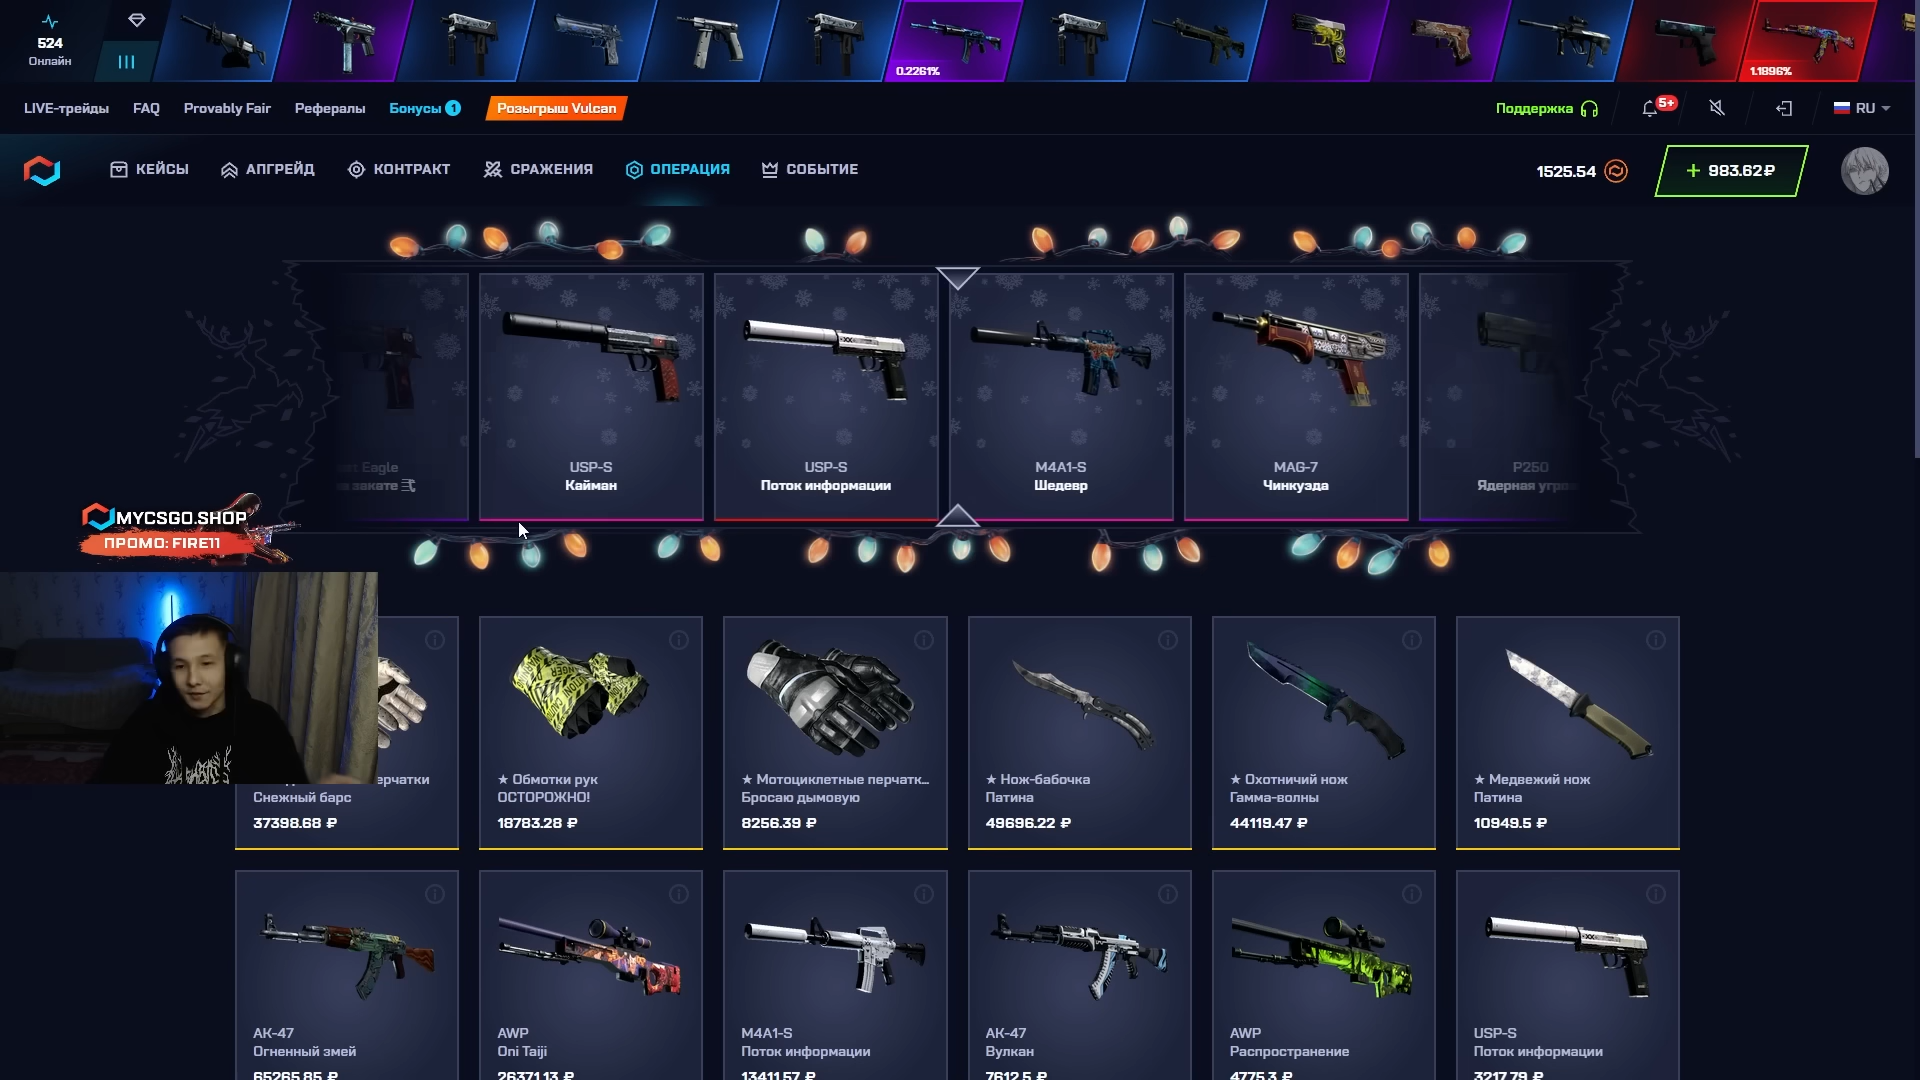 524
Онлайн
0.2261%
1.1896%
LIVE-трейды
FAQ
Provably Fair
Рефералы
Бонусы 1
Розыгрыш Vulcan
Поддержка
5+
RU
КЕЙСЫ
АПГРЕЙД
КОНТРАКТ
СРАЖЕНИЯ
ОПЕРАЦИЯ
СОБЫТИЕ
1525.54
+ 983.62 ₽
Eagle
закате
USP-S
Кайман
USP-S
Поток информации
M4A1-S
Шедевр
MAG-7
Чинкуэда
P250
Ядерная
MYCSGO.SHOP
ПРОМО: FIRE11
Снежный барс
37398.68 ₽
★ Обмотки рук
ОСТОРОЖНО!
18783.28 ₽
★ Мотоциклетные перчатк...
Бросаю дымовую
8256.39 ₽
★ Нож-бабочка
Патина
49696.22 ₽
★ Охотничий нож
Гамма-волны
44119.47 ₽
★ Медвежий нож
Патина
10949.5 ₽
AK-47
Огненный змей
65265.85 ₽
AWP
Oni Taiji
26371.13 ₽
M4A1-S
Поток информации
13411.57 ₽
AK-47
Вулкан
7612.5 ₽
AWP
Распространение
4775.3 ₽
USP-S
Поток информации
3217.79 ₽